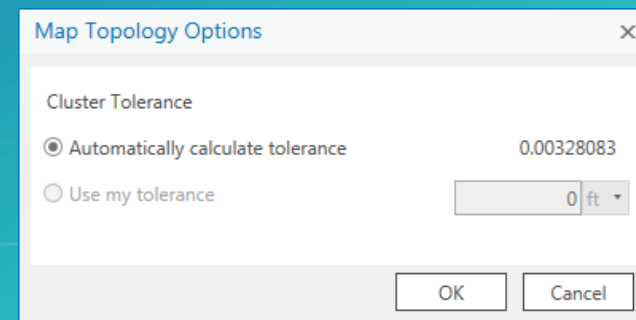 Map Topology Options
Cluster Tolerance
Automatically calculate tolerance 0.00328083
Use my tolerance 0 ft
OK Cancel